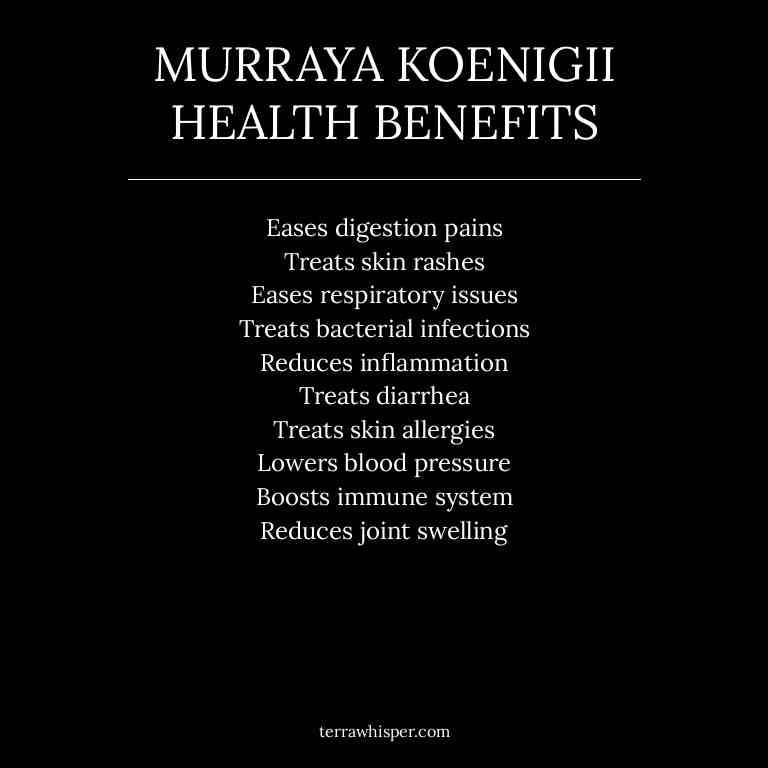 MURRAYA KOENIGII
HEALTH BENEFITS
Eases digestion pains
Treats skin rashes
Eases respiratory issues
Treats bacterial infections
Reduces inflammation
Treats diarrhea
Treats skin allergies
Lowers blood pressure
Boosts immune system
Reduces joint swelling
terrawhisper.com